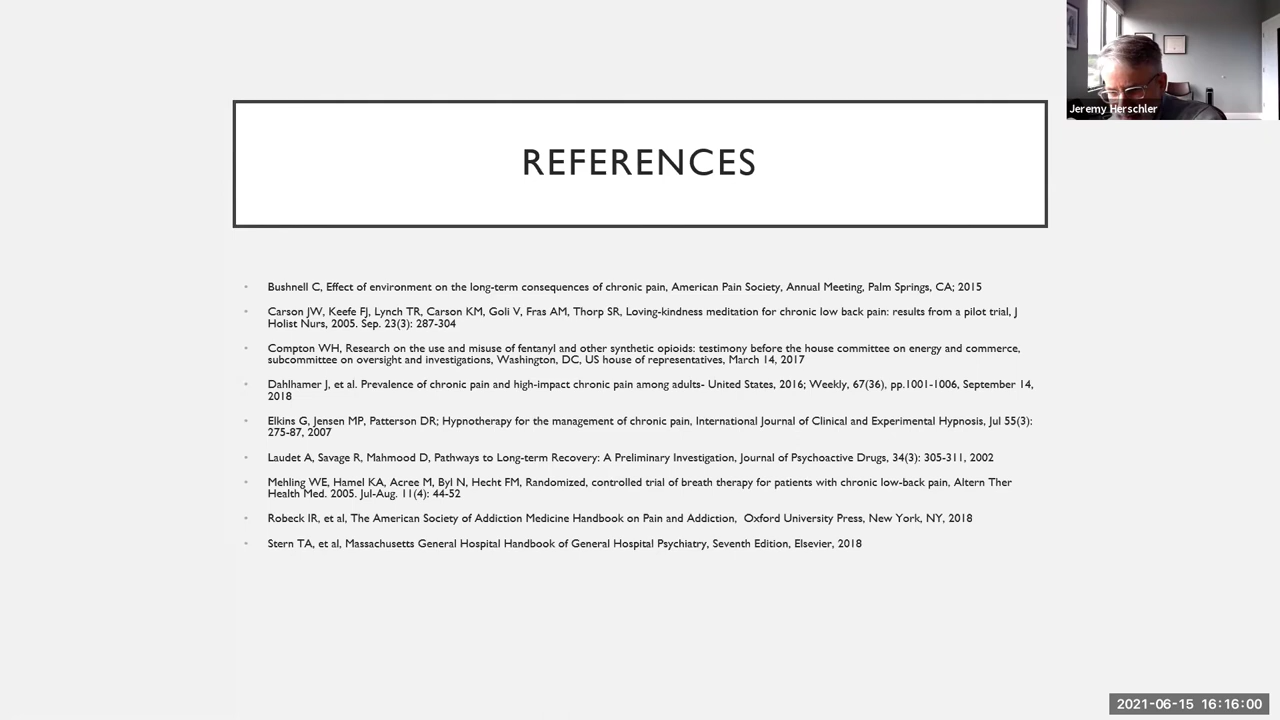 Jeremy Herschler
REFERENCES
Bushnell C, Effect of environment on the long-term consequences of chronic pain, American Pain Society, Annual Meeting, Palm Springs, CA; 2015
Carson JW, Keefe FJ, Lynch TR, Carson KM, Goli V, Fras AM, Thorp SR, Loving-kindness meditation for chronic low back pain: results from a pilot trial, J
Holist Nurs, 2005. Sep. 23(3): 287-304
Compton WH, Research on the use and misuse of fentanyl and other synthetic opioids: testimony before the house committee on energy and commerce,
subcommittee on oversight and investigations, Washington, DC, US house of representatives, March 14, 2017
Dahlhamer J, et al. Prevalence of chronic pain and high-impact chronic pain among adults- United States, 2016; Weekly, 67(36), pp.1001-1006, September 14,
2018
Elkins G, Jensen MP, Patterson DR; Hypnotherapy for the management of chronic pain, International Journal of Clinical and Experimental Hypnosis, Jul 55(3):
275-87, 2007
Laudet A, Savage R, Mahmood D, Pathways to Long-term Recovery: A Preliminary Investigation, Journal of Psychoactive Drugs, 34(3): 305-311, 2002
Mehling WE, Hamel KA, Acree M, Byl N, Hecht FM, Randomized, controlled trial of breath therapy for patients with chronic low-back pain, Altern Ther
Health Med. 2005. Jul-Aug. 11(4): 44-52
Robeck IR, et al, The American Society of Addiction Medicine Handbook on Pain and Addiction, Oxford University Press, New York, NY, 2018
Stern TA, et al, Massachusetts General Hospital Handbook of General Hospital Psychiatry, Seventh Edition, Elsevier, 2018
2021-06-15 16:16:00